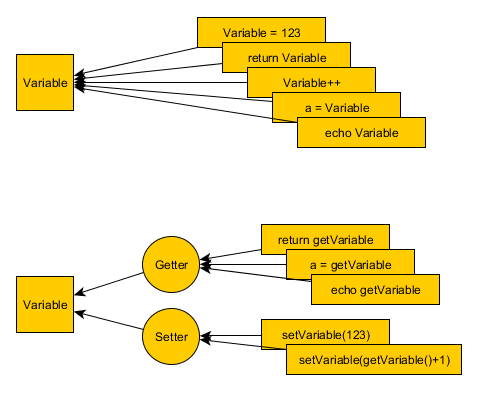 Variable = 123
return Variable
Variable
Variable++
a = Variable
echo Variable
return getVariable
Getter
a = getVariable
echo getVariable
Variable
Setter
setVariable(123)
setVariable(getVariable()+1)